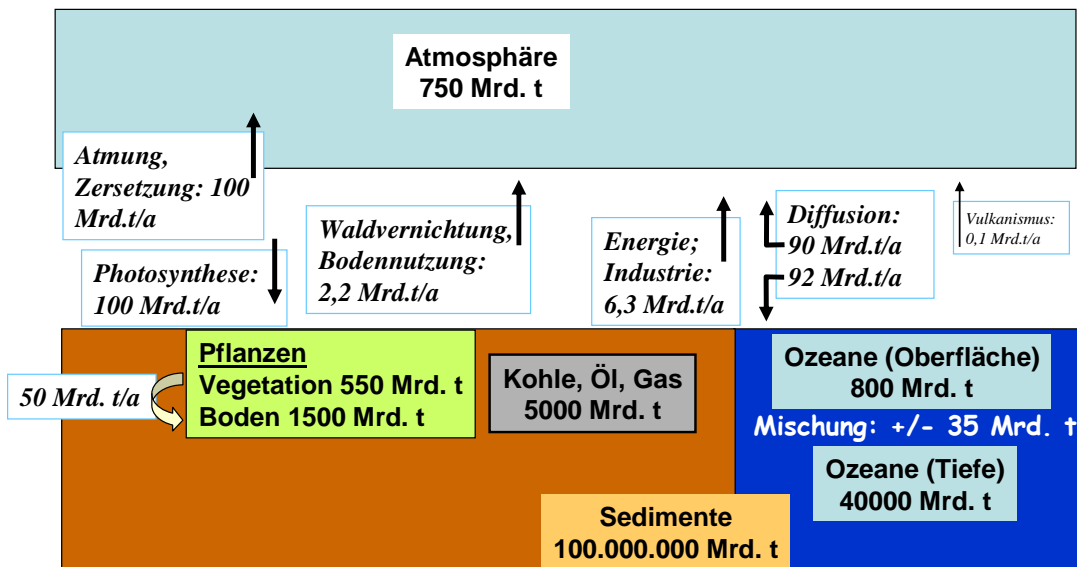 Atmosphäre
750 Mrd. t
Atmung,
Zersetzung: 100
Mrd.t/a
Photosynthese:
100 Mrd.t/a
Waldvernichtung,
Bodennutzung:
2,2 Mrd.t/a
Energie;
Industrie:
6,3 Mrd.t/a
Diffusion:
90 Mrd.t/a
92 Mrd.t/a
Vulkanismus:
0,1 Mrd.t/a
50 Mrd. t/a
Pflanzen
Vegetation 550 Mrd. t
Boden 1500 Mrd. t
Kohle, Öl, Gas
5000 Mrd. t
Ozeane (Oberfläche)
800 Mrd. t
Mischung: +/- 35 Mrd. t
Ozeane (Tiefe)
40000 Mrd. t
Sedimente
100.000.000 Mrd. t